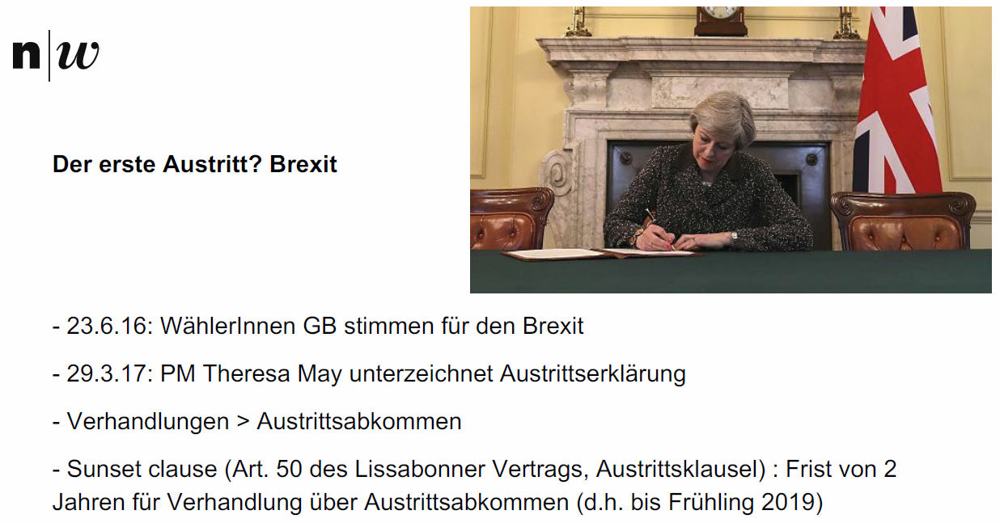 n|w
Der erste Austritt? Brexit
- 23.6.16: WählerInnen GB stimmen für den Brexit
- 29.3.17: PM Theresa May unterzeichnet Austrittserklärung
- Verhandlungen > Austrittsabkommen
- Sunset clause (Art. 50 des Lissabonner Vertrags, Austrittsklausel) : Frist von 2
Jahren für Verhandlung über Austrittsabkommen (d.h. bis Frühling 2019)